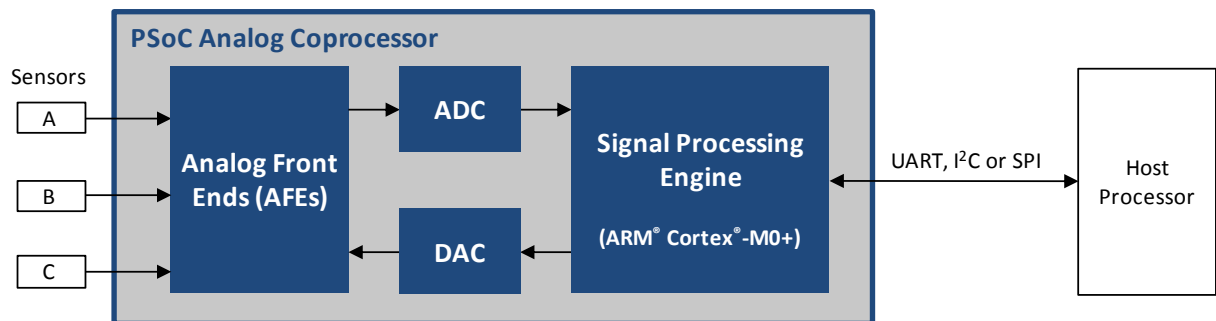 PSoC Analog Coprocessor
Sensors
A
B
C
Analog Front
Ends (AFEs)
ADC
DAC
Signal Processing
Engine
(ARM® Cortex®-M0+)
UART, I²C or SPI
Host
Processor